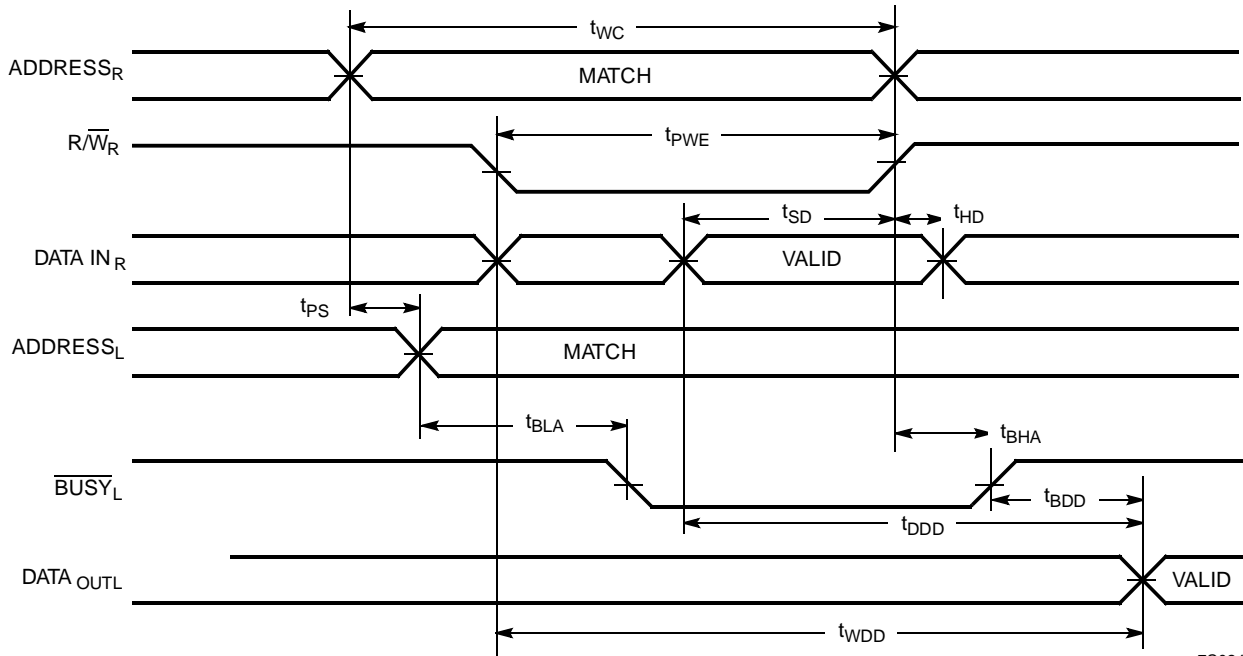 tWC
ADDRESSR
MATCH
R/WR
tPWE
tSD
tHD
DATA IN R
VALID
tPS
ADDRESSL
MATCH
tBLA
tBHA
BUSYL
tBDD
tDDD
DATA OUTL
VALID
tWDD